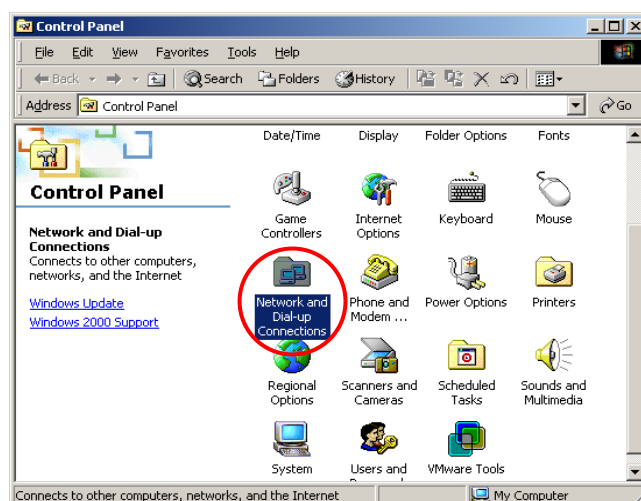 Control Panel
File Edit View Favorites Tools Help
Back Search Folders History
Address Control Panel Go
Control Panel
Network and Dial-up
Connections
Connects to other computers,
networks, and the Internet
Windows Update
Windows 2000 Support
Date/Time Display Folder Options Fonts
Game
Controllers
Internet
Options
Keyboard
Mouse
Network and
Dial-up
Connections
Phone and
Modem ...
Power Options
Printers
Regional
Options
Scanners and
Cameras
Scheduled
Tasks
Sounds and
Multimedia
System
Users and
VMware Tools
Connects to other computers, networks, and the Internet
My Computer